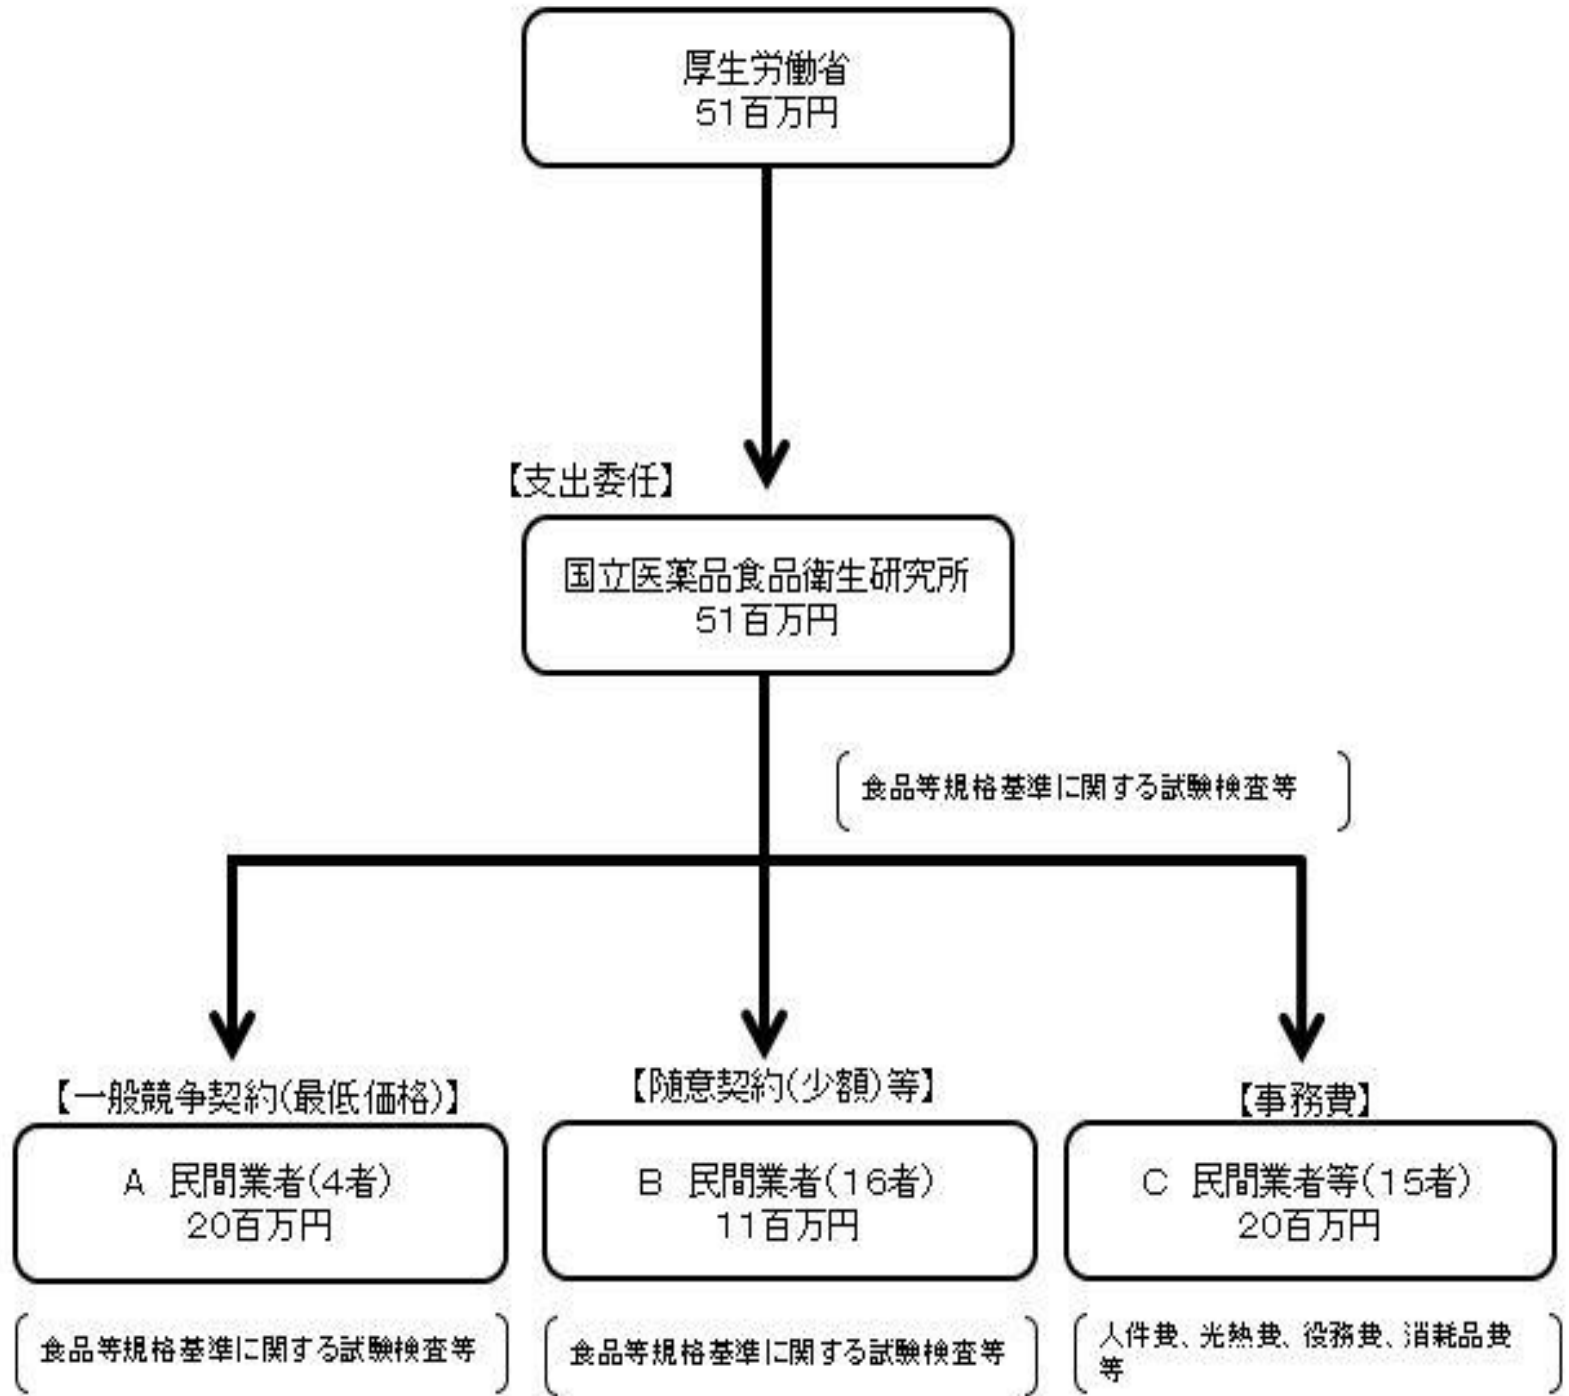 厚生労働省
51百万円
【支出委任】
国立医薬品食品衛生研究所
51百万円
食品等規格基準に関する試験検査等
【一般競争契約(最低価格)】
A 民間業者(4者)
20百万円
食品等規格基準に関する試験検査等
【随意契約(少額)等】
B 民間業者(16者)
11百万円
食品等規格基準に関する試験検査等
【事務費】
C 民間業者等(15者)
20百万円
人件費、光熱費、役務費、消耗品費
等